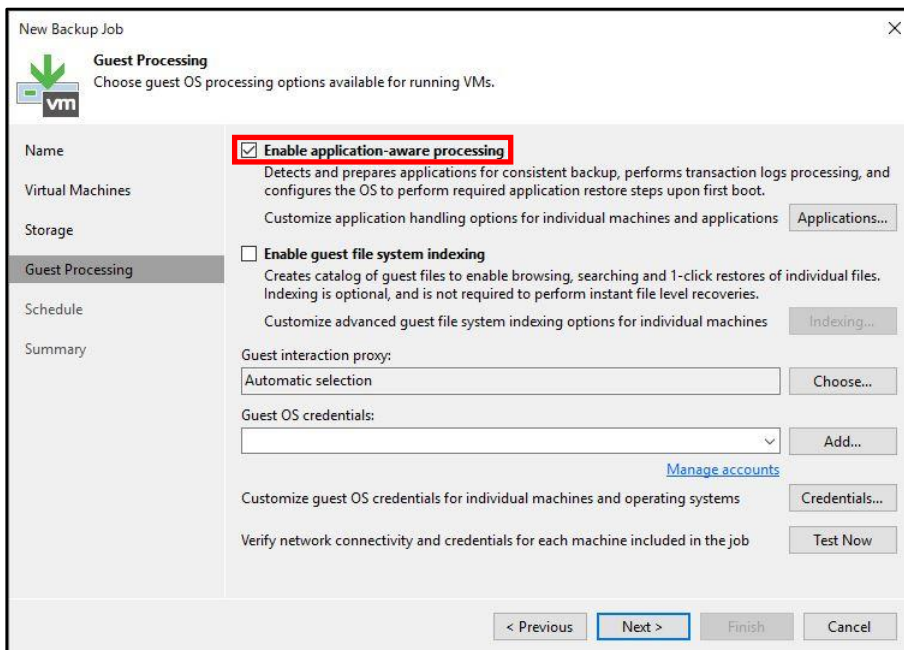 New Backup Job
Guest Processing
Choose guest OS processing options available for running VMs.
vm
Name
Virtual Machines
Storage
Guest Processing
Schedule
Summary
Enable application-aware processing
Detects and prepares applications for consistent backup, performs transaction logs processing, and
configures the OS to perform required application restore steps upon first boot.
Customize application handling options for individual machines and applications
Applications...
Enable guest file system indexing
Creates catalog of guest files to enable browsing, searching and 1-click restores of individual files.
Indexing is optional, and is not required to perform instant file level recoveries.
Customize advanced guest file system indexing options for individual machines
Indexing...
Guest interaction proxy:
Automatic selection
Choose...
Guest OS credentials:
Add...
Manage accounts
Customize guest OS credentials for individual machines and operating systems
Credentials...
Verify network connectivity and credentials for each machine included in the job
Test Now
< Previous
Next >
Finish
Cancel